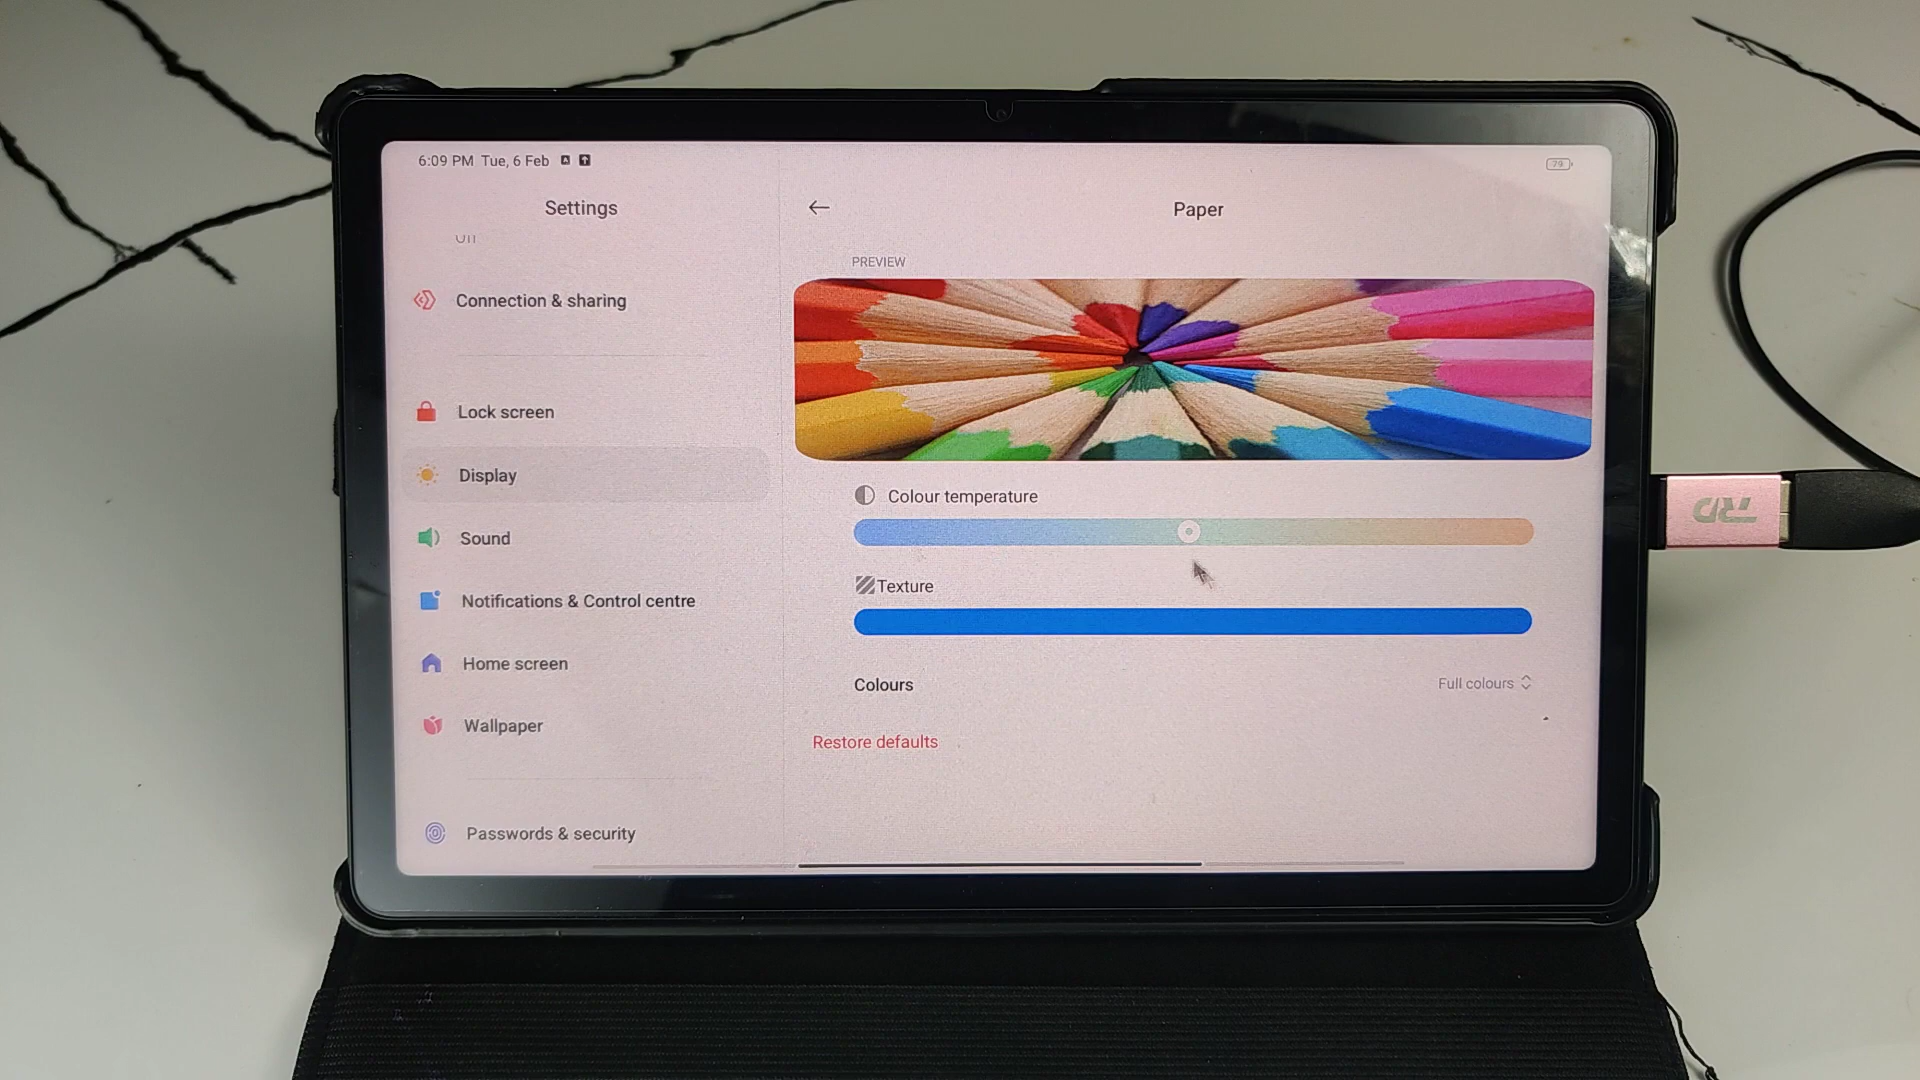 6:09 PM Tue, 6 Feb
79
Settings
Paper
PREVIEW
Connection & sharing
Lock screen
Display
Sound
Notifications & Control centre
Home screen
Wallpaper
Passwords & security
Colour temperature
Texture
Colours
Full colours
Restore defaults